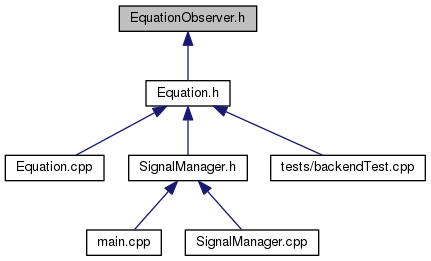 EquationObserver.h
Equation.h
Equation.cpp
SignalManager.h
tests/backendTest.cpp
main.cpp
SignalManager.cpp